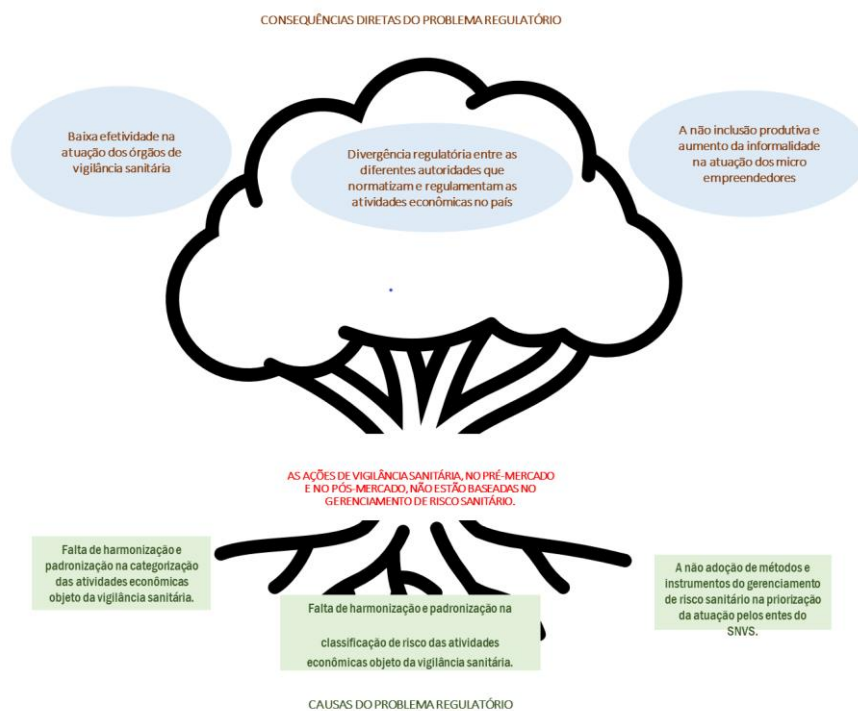 CONSEQUÊNCIAS DIRETAS DO PROBLEMA REGULATÓRIO
Baixa efetividade na
atuação dos órgãos de
vigilância sanitária
Divergência regulatória entre as
diferentes autoridades que
normatizam e regulamentam as
atividades econômicas no país
A não inclusão produtiva e
aumento da informalidade
na atuação dos micro
empreendedores
AS AÇÕES DE VIGILÂNCIA SANITÁRIA, NO PRÉ-MERCADO
E NO PÓS-MERCADO, NÃO ESTÃO BASEADAS NO
GERENCIAMENTO DE RISCO SANITÁRIO.
Falta de harmonização e
padronização na categorização
das atividades econômicas
objeto da vigilância sanitária.
Falta de harmonização e padronização na
classificação de risco das atividades
econômicas objeto da vigilância sanitária.
A não adoção de métodos e
instrumentos do gerenciamento
de risco sanitário na priorização
da atuação pelos entes do
SNVS.
CAUSAS DO PROBLEMA REGULATÓRIO